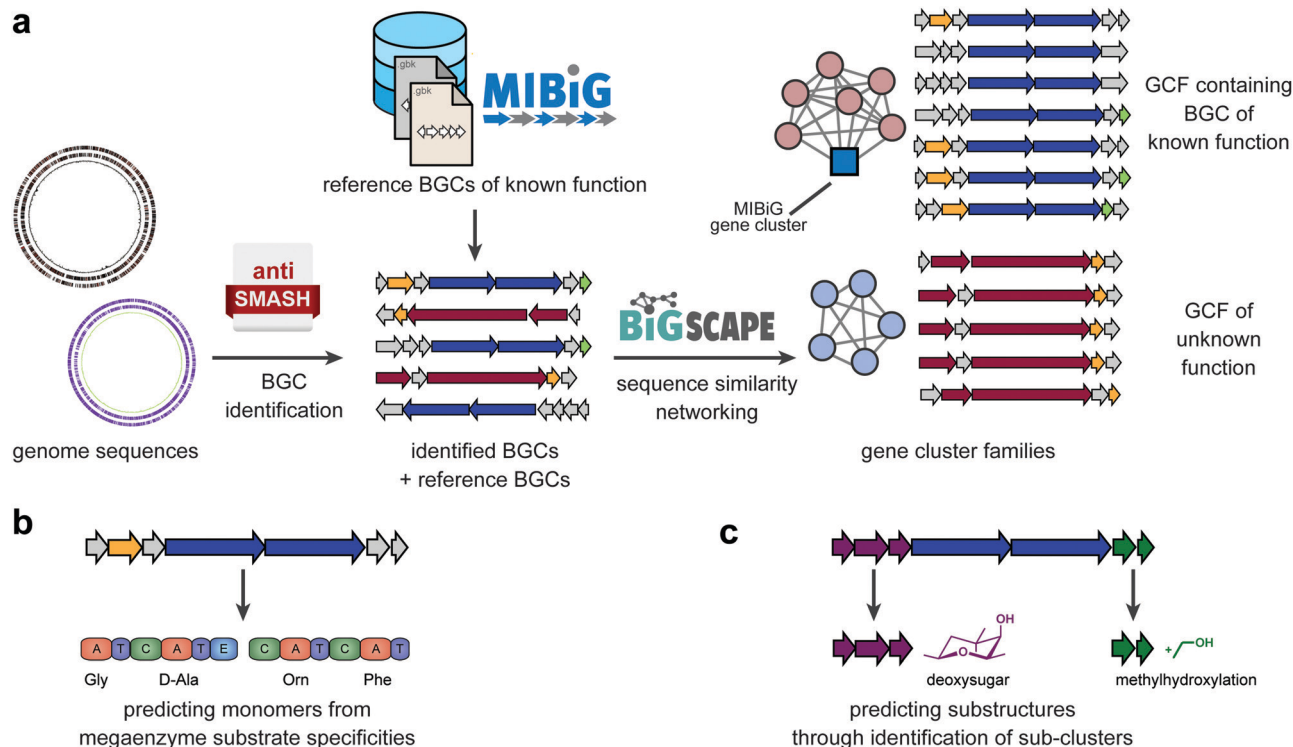 a
gbk
gbk
MIBiG
reference BGCs of known function
MIBiG
gene cluster
GCF containing
BGC of
known function
anti
SMASH
BGC
identification
genome sequences
identified BGCs
+ reference BGCs
BiG SCAPE
sequence similarity
networking
GCF of
unknown
function
gene cluster families
b
A T C A T E C A T C A T
Gly D-Ala Orn Phe
predicting monomers from
megaenzyme substrate specificities
c
OH
O
deoxysugar
+ OH
methylhydroxylation
predicting substructures
through identification of sub-clusters